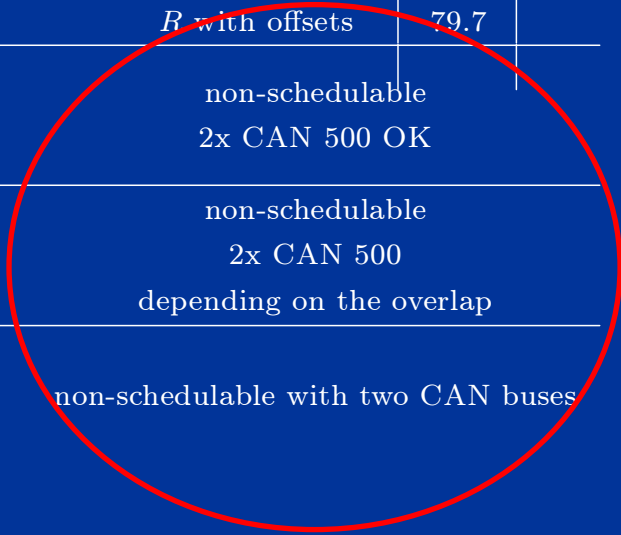 R with offsets 79.7
non-schedulable
2x CAN 500 OK
non-schedulable
2x CAN 500
depending on the overlap
non-schedulable with two CAN buses